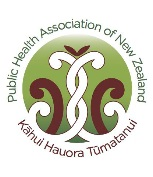 Public Health Association of New Zealand
Kāhui Hauora Tūmatanui